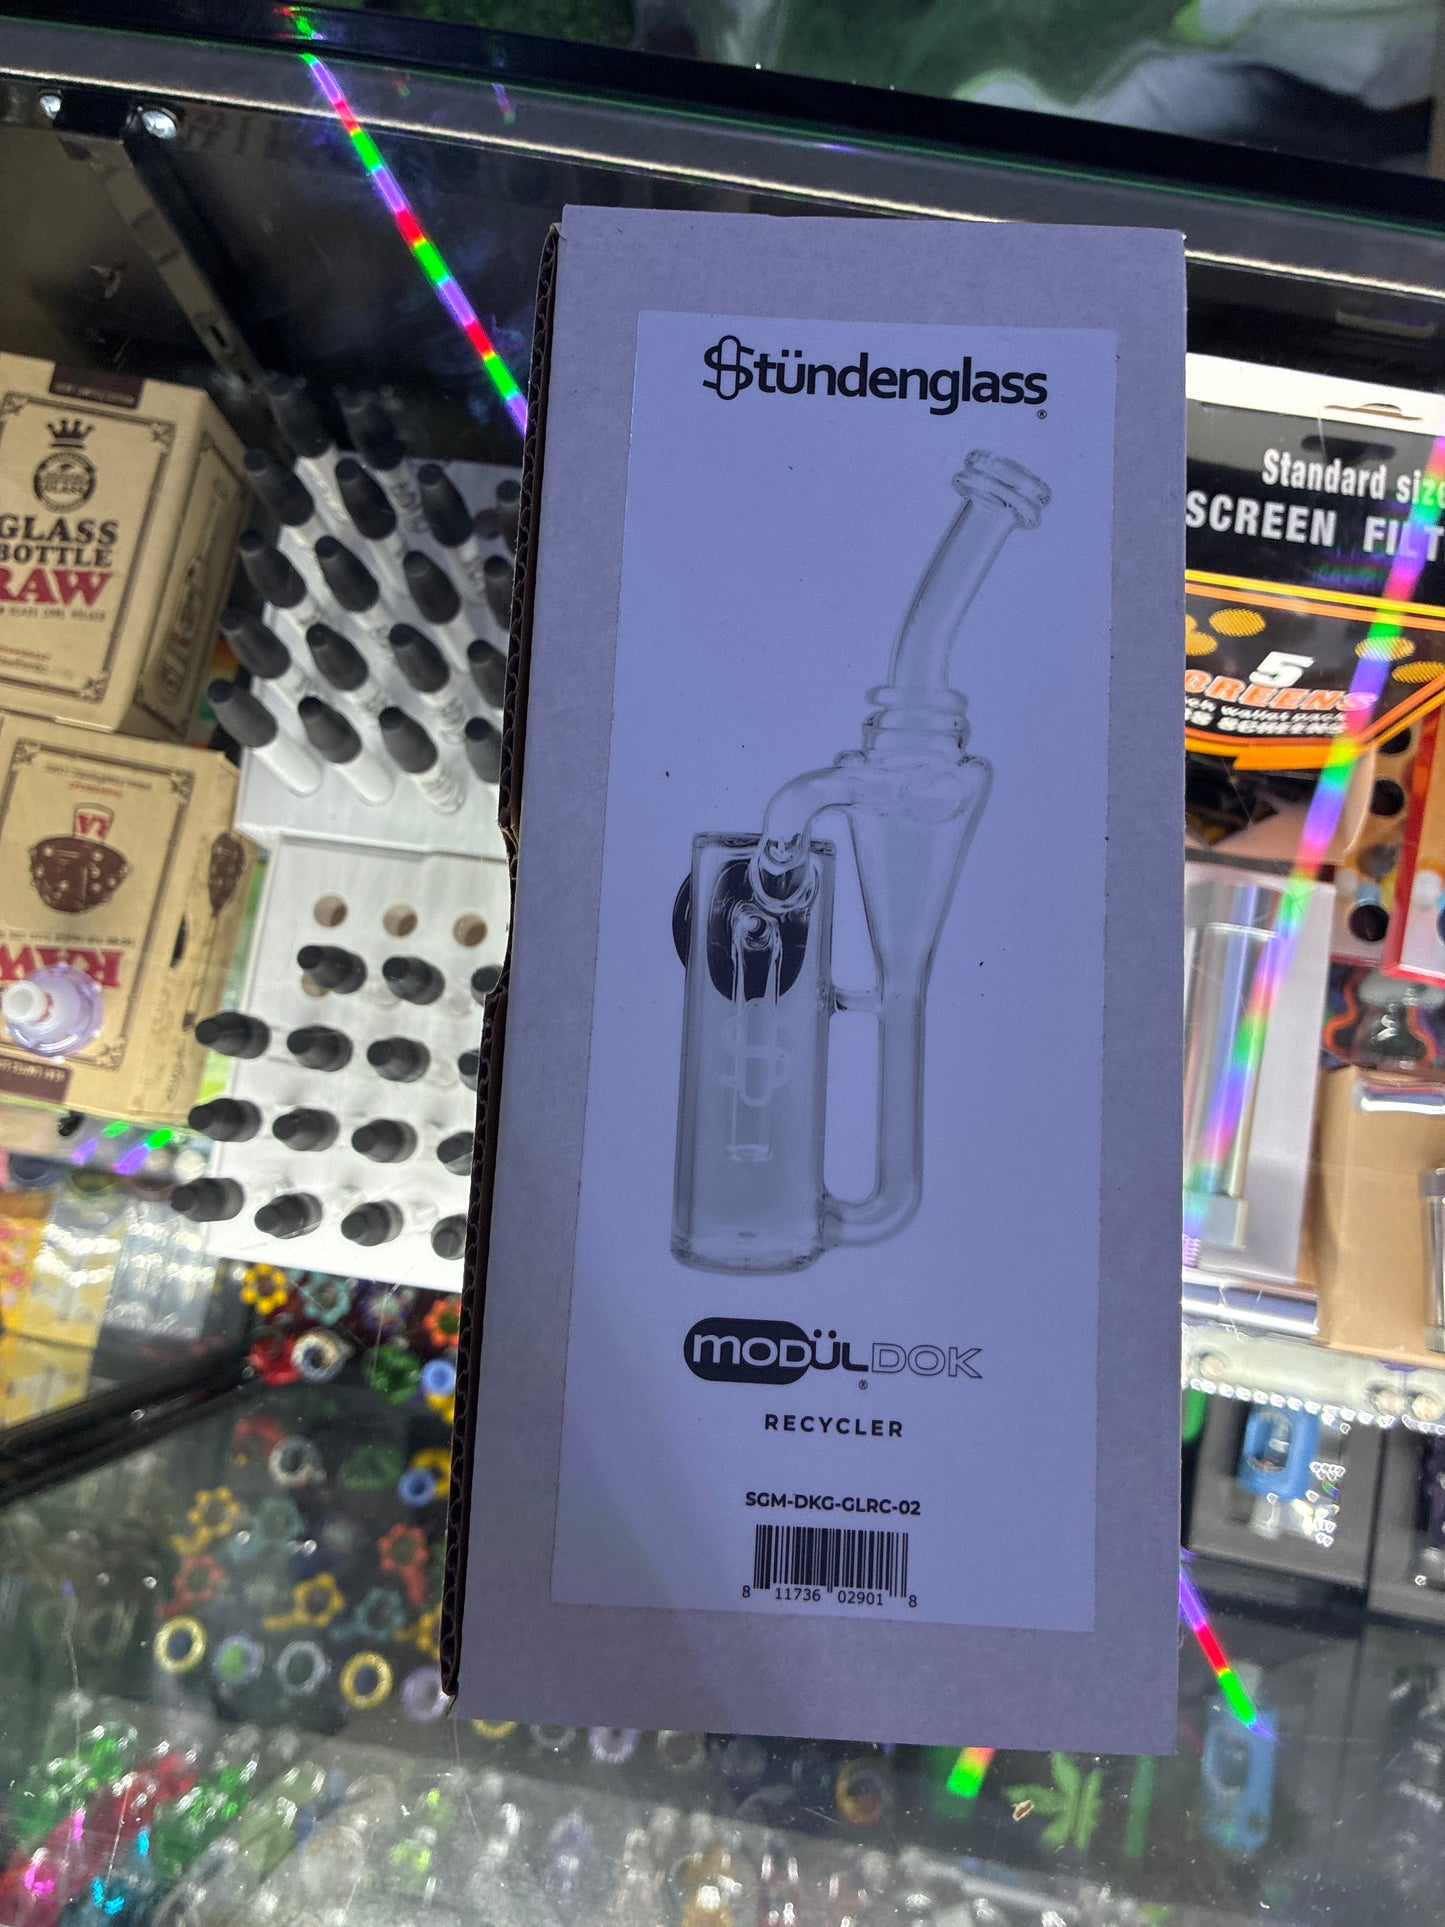 Stündenglass®
MODÜLDOK®
RECYCLER
SGM-DKG-GLRC-02
8 11736 02901 8
GLASS
BOTTLE
RAW
RAW
Standard size
SCREEN FILT
5
SCREENS